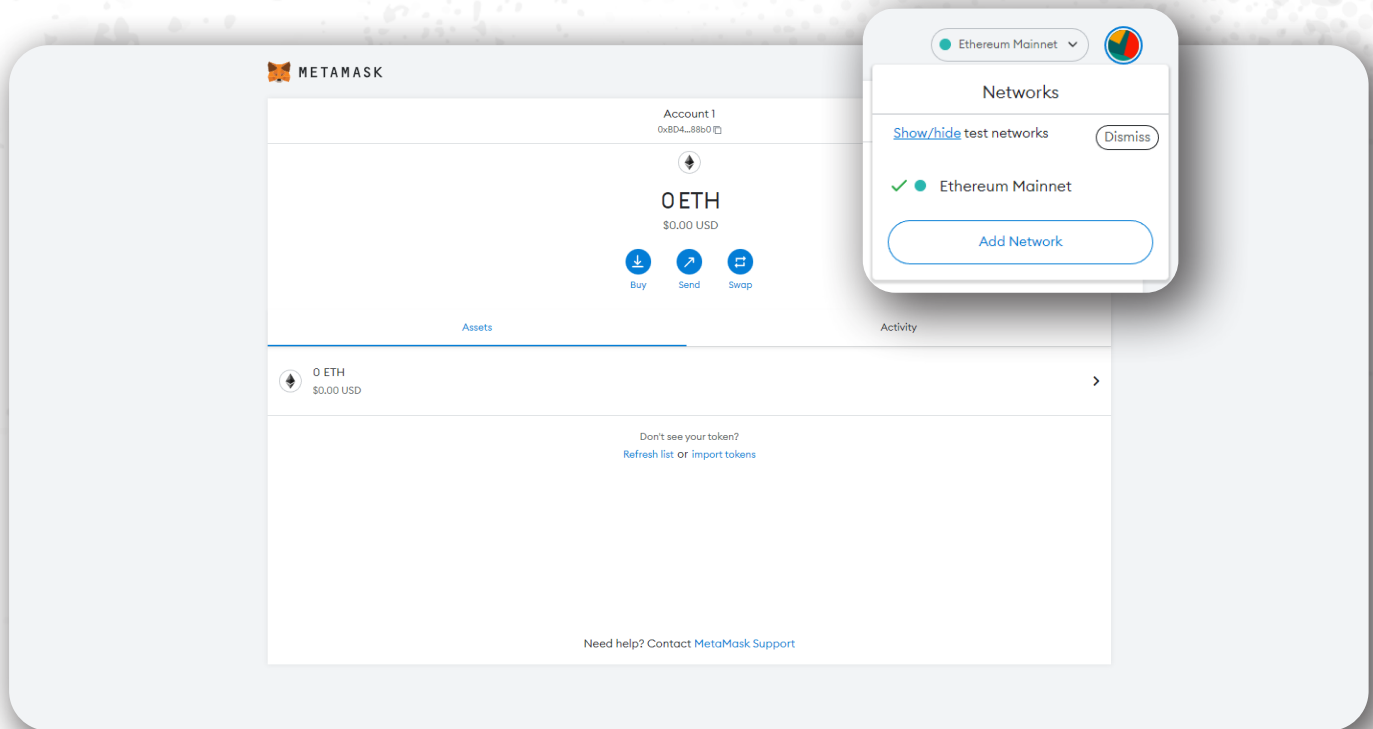 METAMASK
Ethereum Mainnet
Networks
Show/hide test networks
Dismiss
Ethereum Mainnet
Add Network
Account 1
0xBD4...88b0
0 ETH
$0.00 USD
Buy Send Swap
Assets Activity
0 ETH
$0.00 USD
Don't see your token?
Refresh list or import tokens
Need help? Contact MetaMask Support